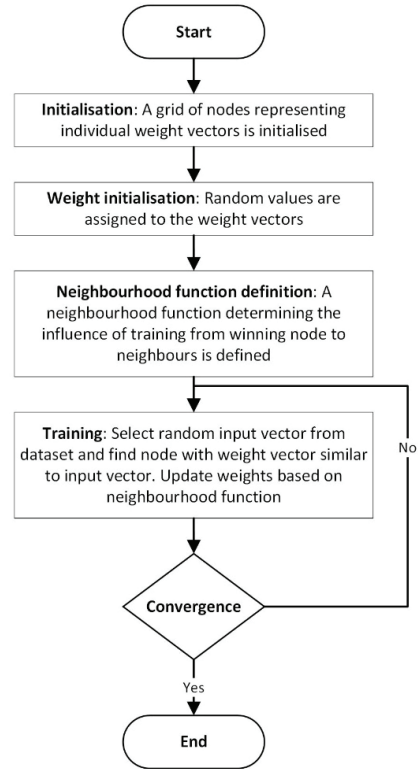 Start
Initialisation: A grid of nodes representing
individual weight vectors is initialised
Weight initialisation: Random values are
assigned to the weight vectors
Neighbourhood function definition: A
neighbourhood function determining the
influence of training from winning node to
neighbours is defined
Training: Select random input vector from
dataset and find node with weight vector similar
to input vector. Update weights based on
neighbourhood function
No
Convergence
Yes
End